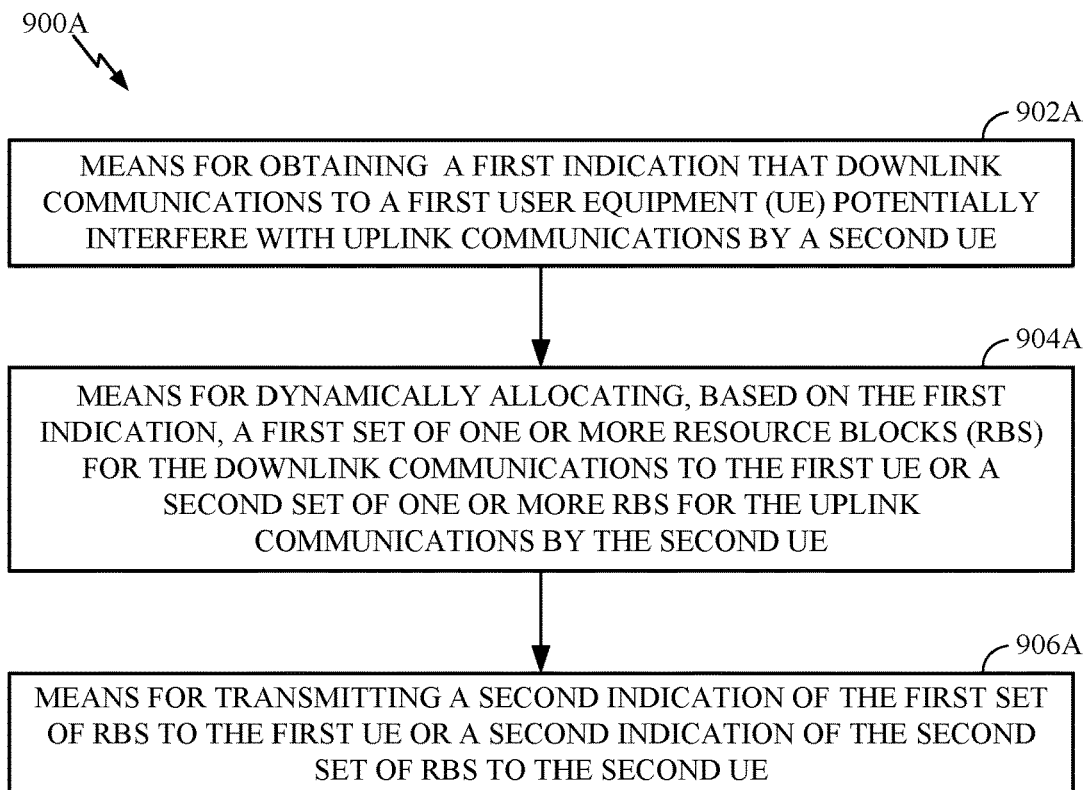 900A
902A
MEANS FOR OBTAINING A FIRST INDICATION THAT DOWNLINK
COMMUNICATIONS TO A FIRST USER EQUIPMENT (UE) POTENTIALLY
INTERFERE WITH UPLINK COMMUNICATIONS BY A SECOND UE
904A
MEANS FOR DYNAMICALLY ALLOCATING, BASED ON THE FIRST
INDICATION, A FIRST SET OF ONE OR MORE RESOURCE BLOCKS (RBS)
FOR THE DOWNLINK COMMUNICATIONS TO THE FIRST UE OR A
SECOND SET OF ONE OR MORE RBS FOR THE UPLINK
COMMUNICATIONS BY THE SECOND UE
906A
MEANS FOR TRANSMITTING A SECOND INDICATION OF THE FIRST SET
OF RBS TO THE FIRST UE OR A SECOND INDICATION OF THE SECOND
SET OF RBS TO THE SECOND UE